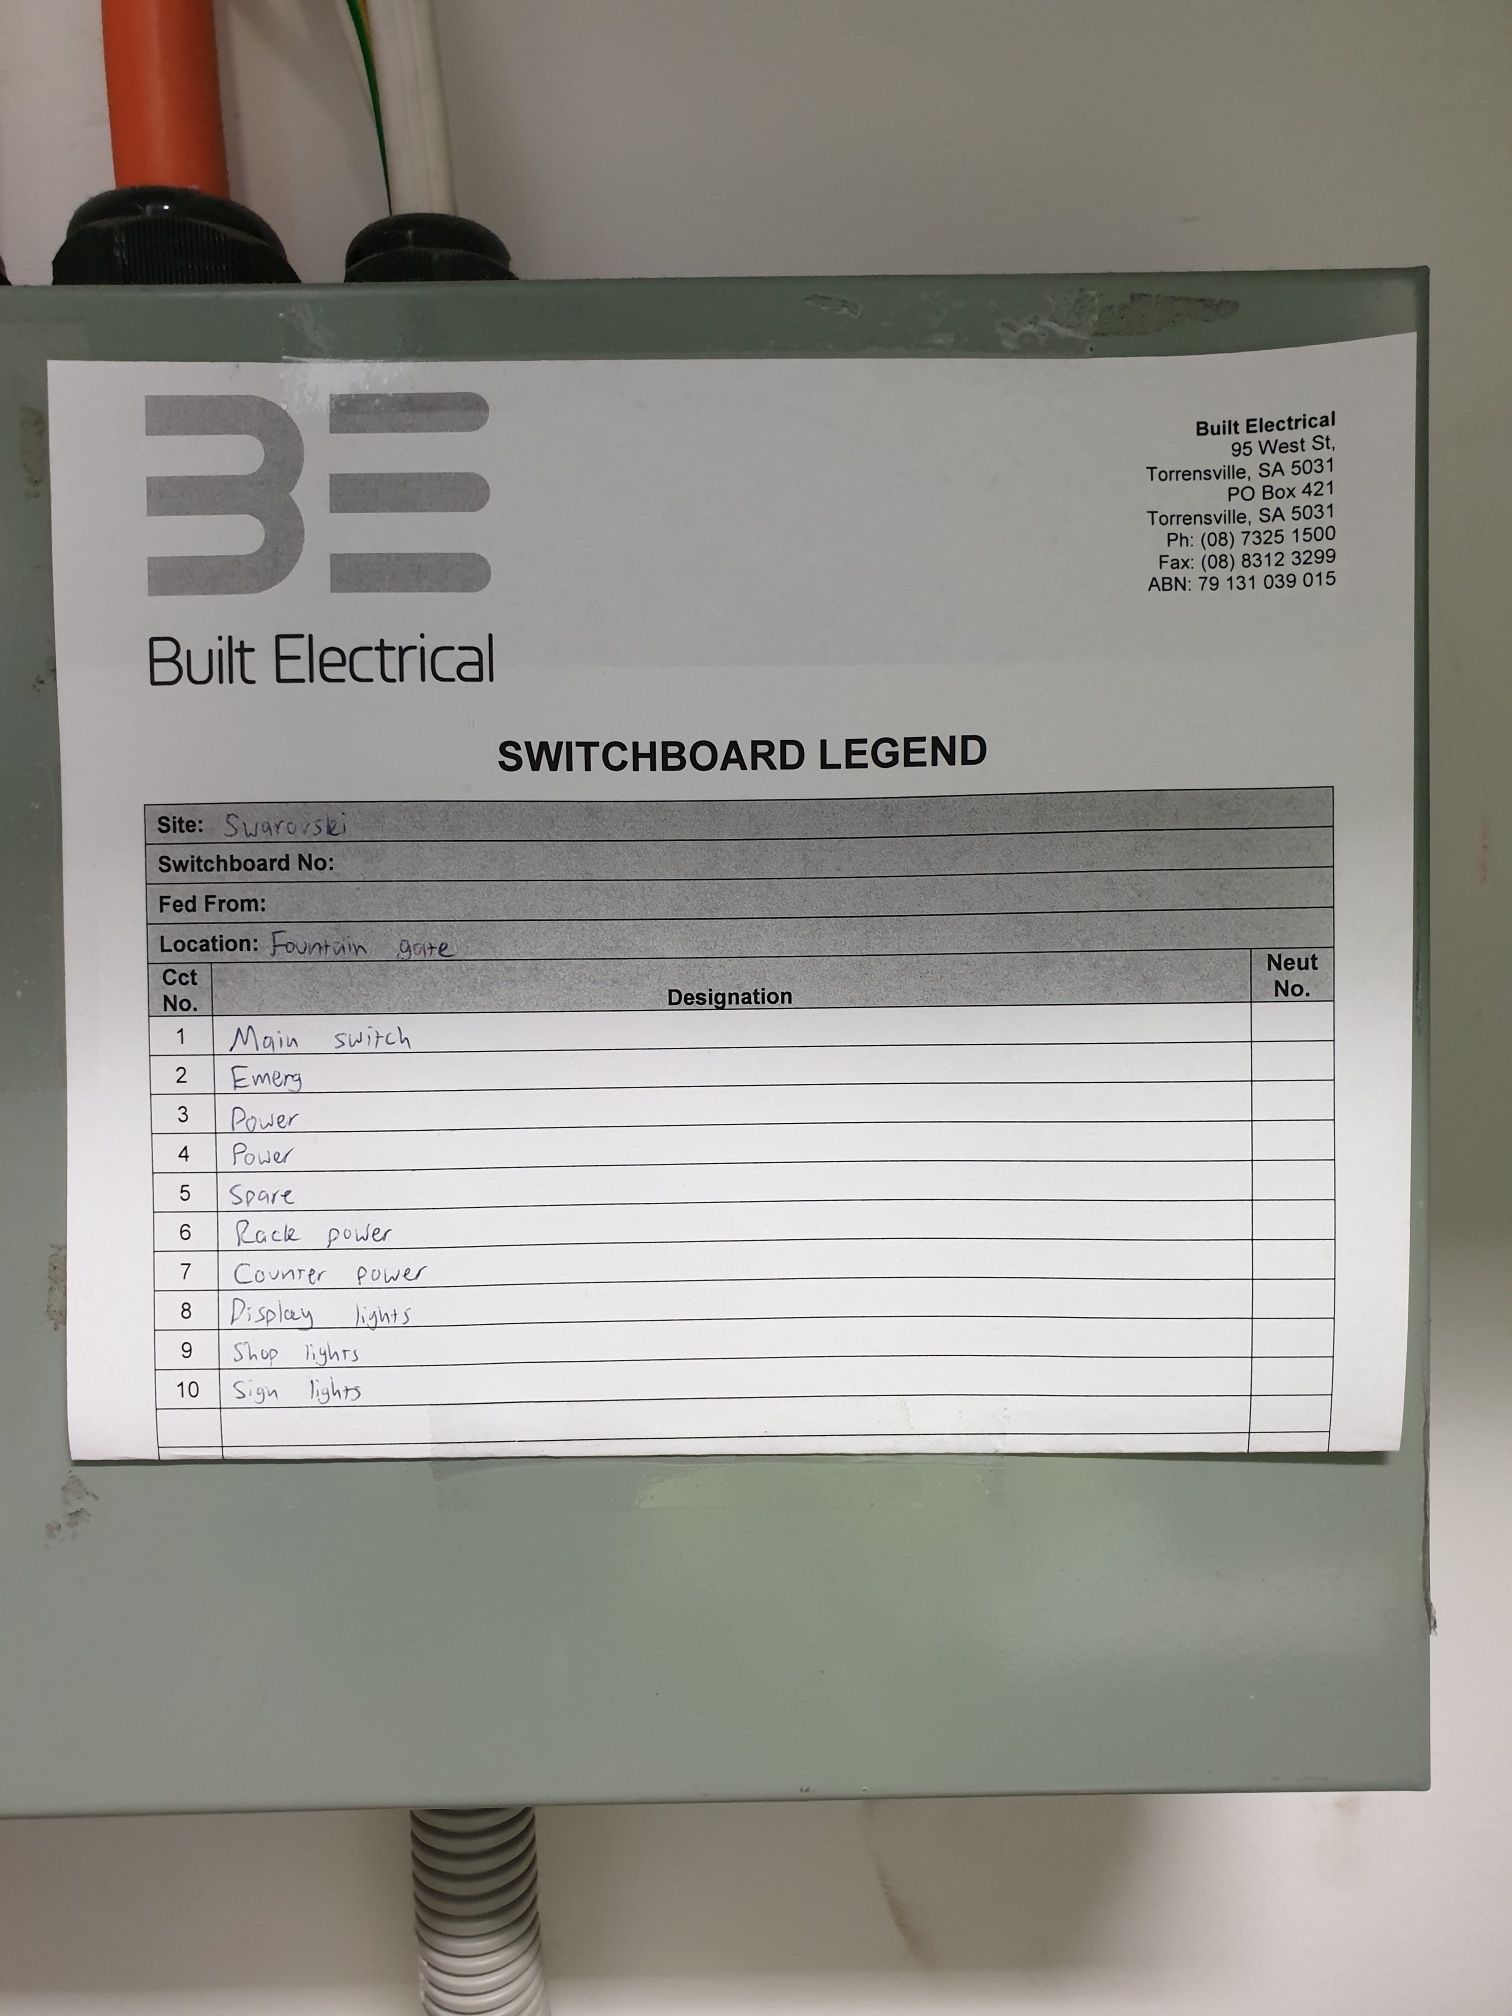 BE
Built Electrical
Built Electrical
95 West St,
Torrensville, SA 5031
PO Box 421
Torrensville, SA 5031
Ph: (08) 7325 1500
Fax: (08) 8312 3299
ABN: 79 131 039 015
SWITCHBOARD LEGEND
Site: Swarovski
Switchboard No:
Fed From:
Location: Fountain gate
Cct No. Designation Neut No.
1 Main switch
2 Emerg
3 Power
4 Power
5 Spare
6 Rack power
7 Counter power
8 Display lights
9 Shop lights
10 Sign lights